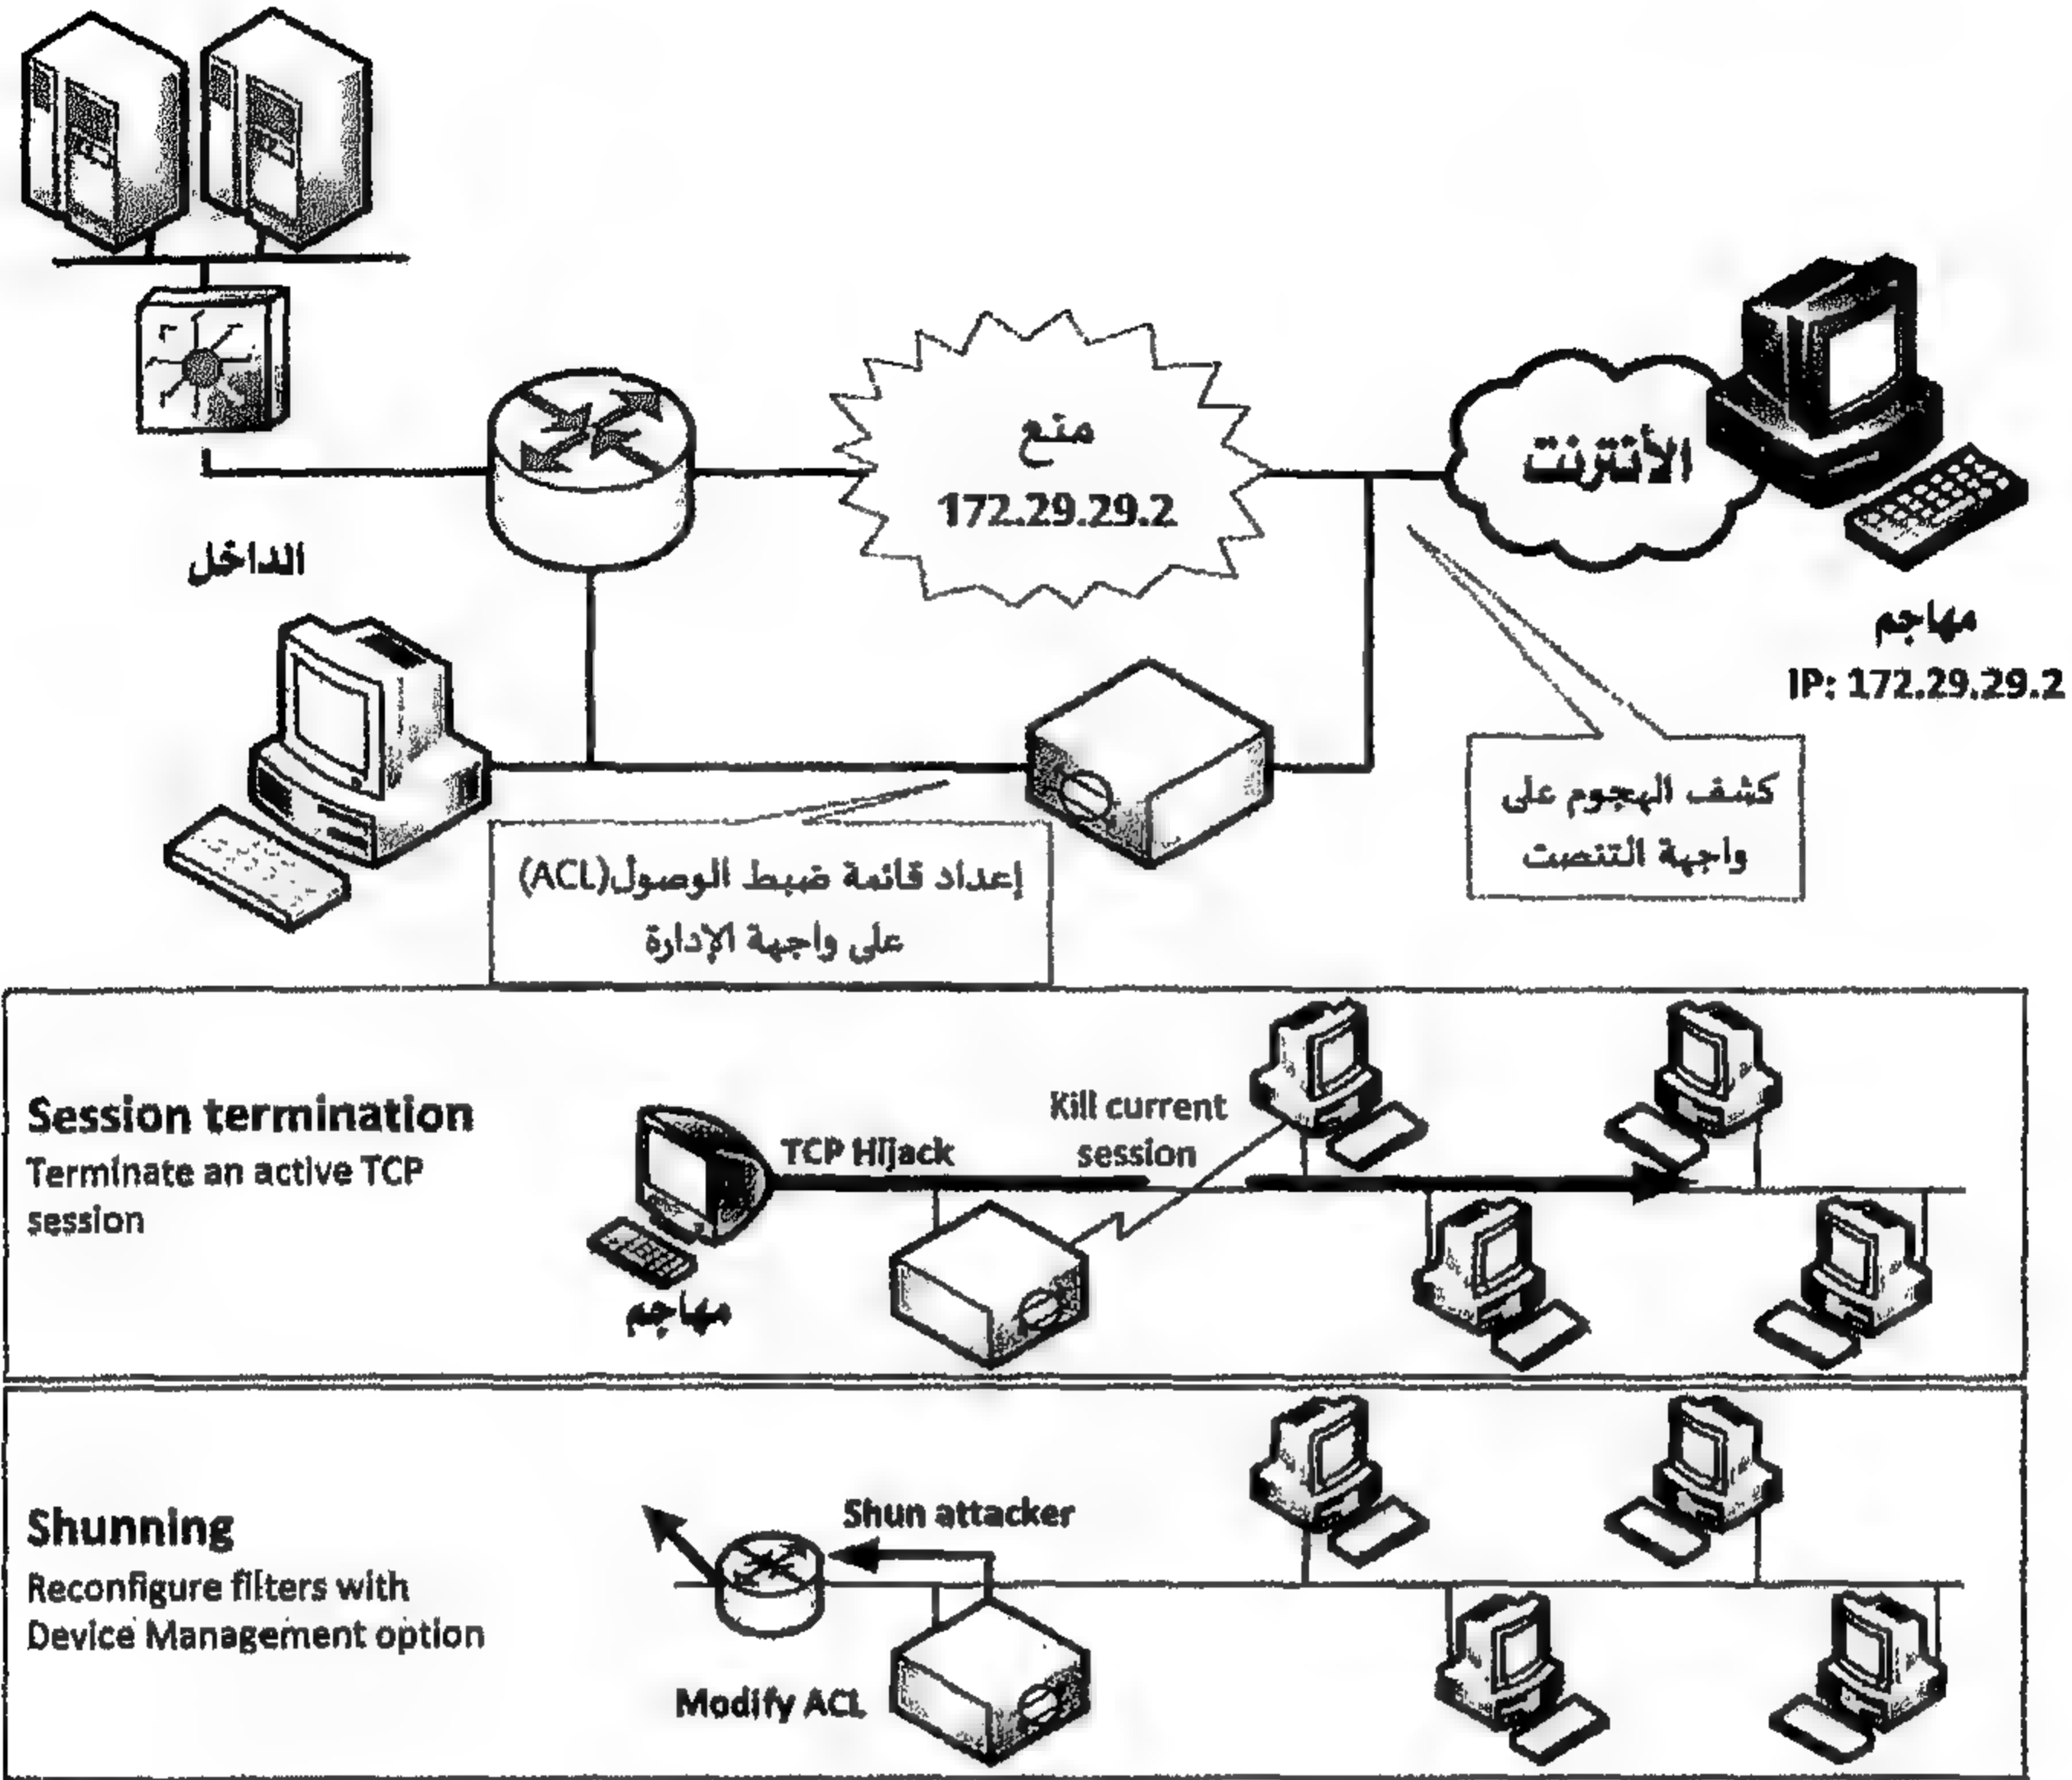 منع
172.29.29.2
الأنترنت
الداخل
مهاجم
IP: 172.29.29.2
كشف الهجوم على
واجهة التنصت
إعداد قائمة ضبط الوصول(ACL)
على واجهة الإدارة
Session termination
Terminate an active TCP
session
TCP Hijack
Kill current
session
مهاجم
Shunning
Reconfigure filters with
Device Management option
Shun attacker
Modify ACL